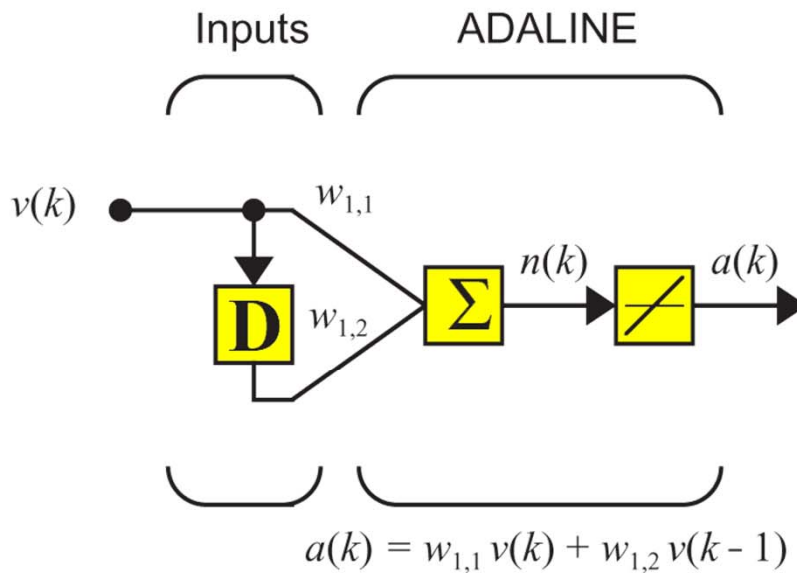 Inputs ADALINE
v(k) w1,1
n(k) a(k)
D w1,2 Σ
a(k) = w1,1 v(k) + w1,2 v(k - 1)